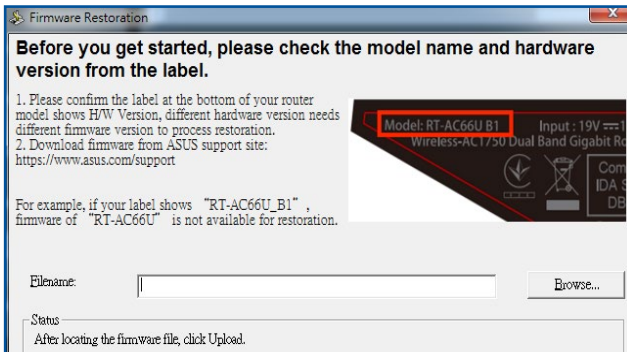 Firmware Restoration
Before you get started, please check the model name and hardware
version from the label.
1. Please confirm the label at the bottom of your router
model shows H/W Version, different hardware version needs
different firmware version to process restoration.
2. Download firmware from ASUS support site:
https://www.asus.com/support
For example, if your label shows “RT-AC66U_B1”,
firmware of “RT-AC66U” is not available for restoration.
Model: RT-AC66U B1 Input : 19V
Wireless-AC1750 Dual Band Gigabit
Com
IDA
DB
Filename:
Browse...
Status
After locating the firmware file, click Upload.